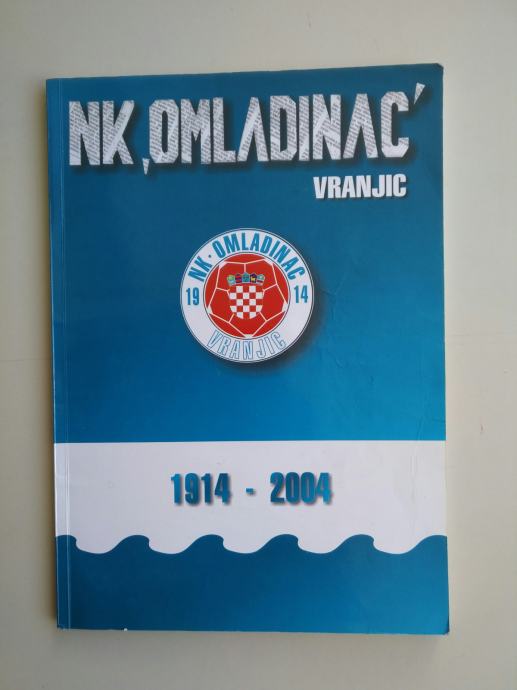 NK ‚OMLADINAC’
VRANJIC
NK · OMLADINAC
19 14
VRANJIC
1914 - 2004